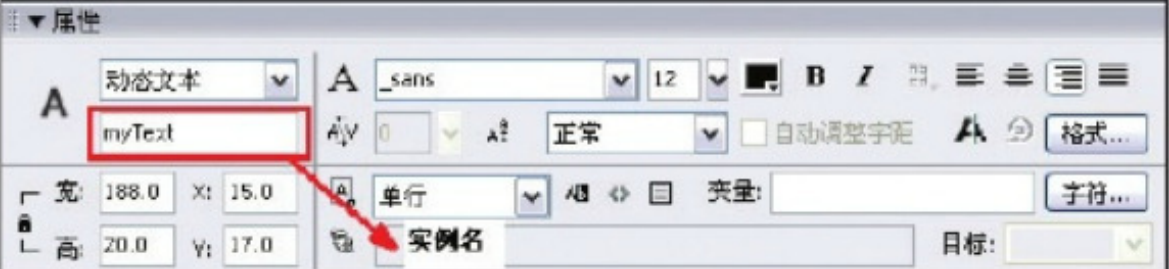 属性
动态文本 A _sans 12 B I
A
myText A|V 0 正常 自动调整字距 格式...
宽: 188.0 X: 15.0 单行 变量: 字符...
高: 20.0 Y: 17.0 实例名 目标: